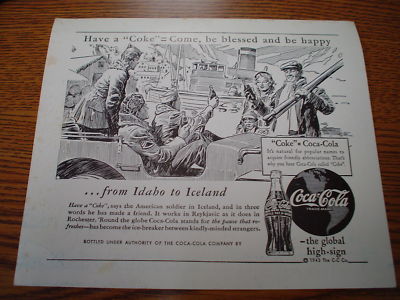 Have a "Coke" = Come, be blessed and be happy
"Coke" = Coca-Cola
It's natural for popular names to
acquire friendly abbreviations. That's
why you hear Coca-Cola called "Coke".
...from Idaho to Iceland
Have a "Coke", says the American soldier in Iceland, and in three
words he has made a friend. It works in Reykjavic as it does in
Rochester. 'Round the globe Coca-Cola stands for the pause that re-
freshes—has become the ice-breaker between kindly-minded strangers.
BOTTLED UNDER AUTHORITY OF THE COCA-COLA COMPANY BY
Coca-Cola
Coca-Cola
—the global
high-sign
© 1943 The C-C Co.